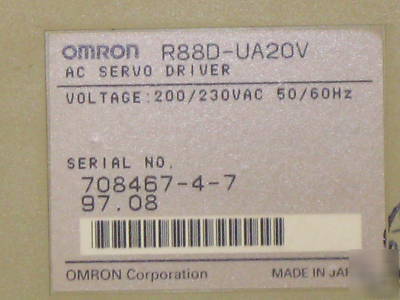 OMRON R88D-UA20V
AC SERVO DRIVER
VOLTAGE:200/230VAC 50/60Hz
SERIAL NO.
708467-4-7
97.08
OMRON Corporation MADE IN JAP